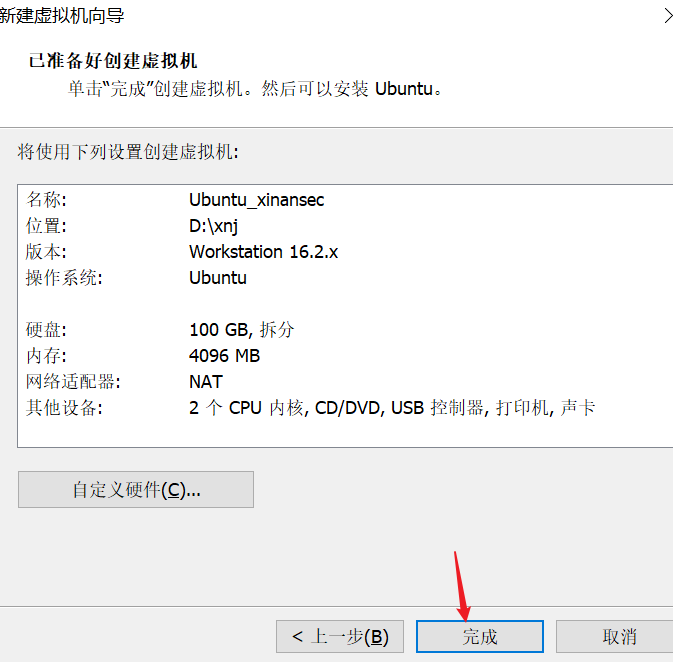 新建虚拟机向导
已准备好创建虚拟机
单击“完成”创建虚拟机。然后可以安装 Ubuntu。
将使用下列设置创建虚拟机:
名称: Ubuntu_xinansec
位置: D:\xnj
版本: Workstation 16.2.x
操作系统: Ubuntu
硬盘: 100 GB, 拆分
内存: 4096 MB
网络适配器: NAT
其他设备: 2 个 CPU 内核, CD/DVD, USB 控制器, 打印机, 声卡
自定义硬件(C)...
< 上一步(B) 完成 取消